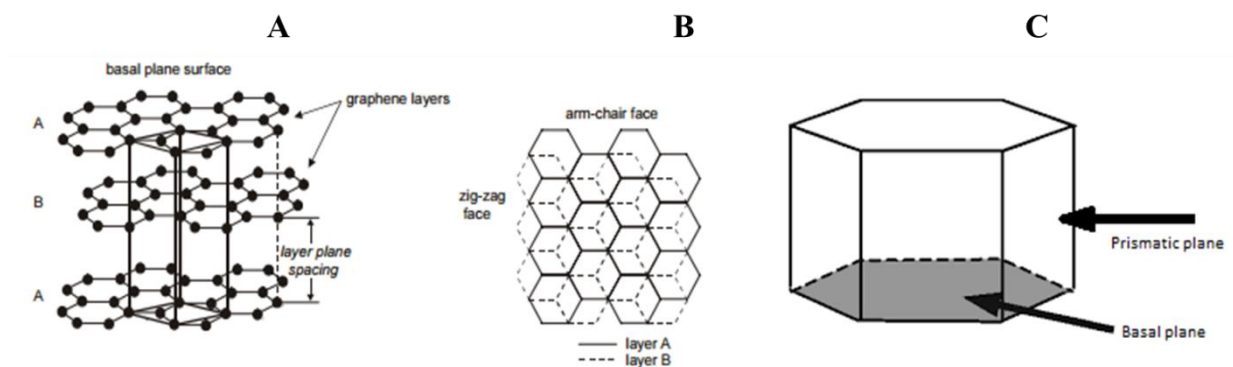 A
basal plane surface
graphene layers
A
B
layer plane
spacing
A
B
arm-chair face
zig-zag
face
layer A
layer B
C
Prismatic plane
Basal plane